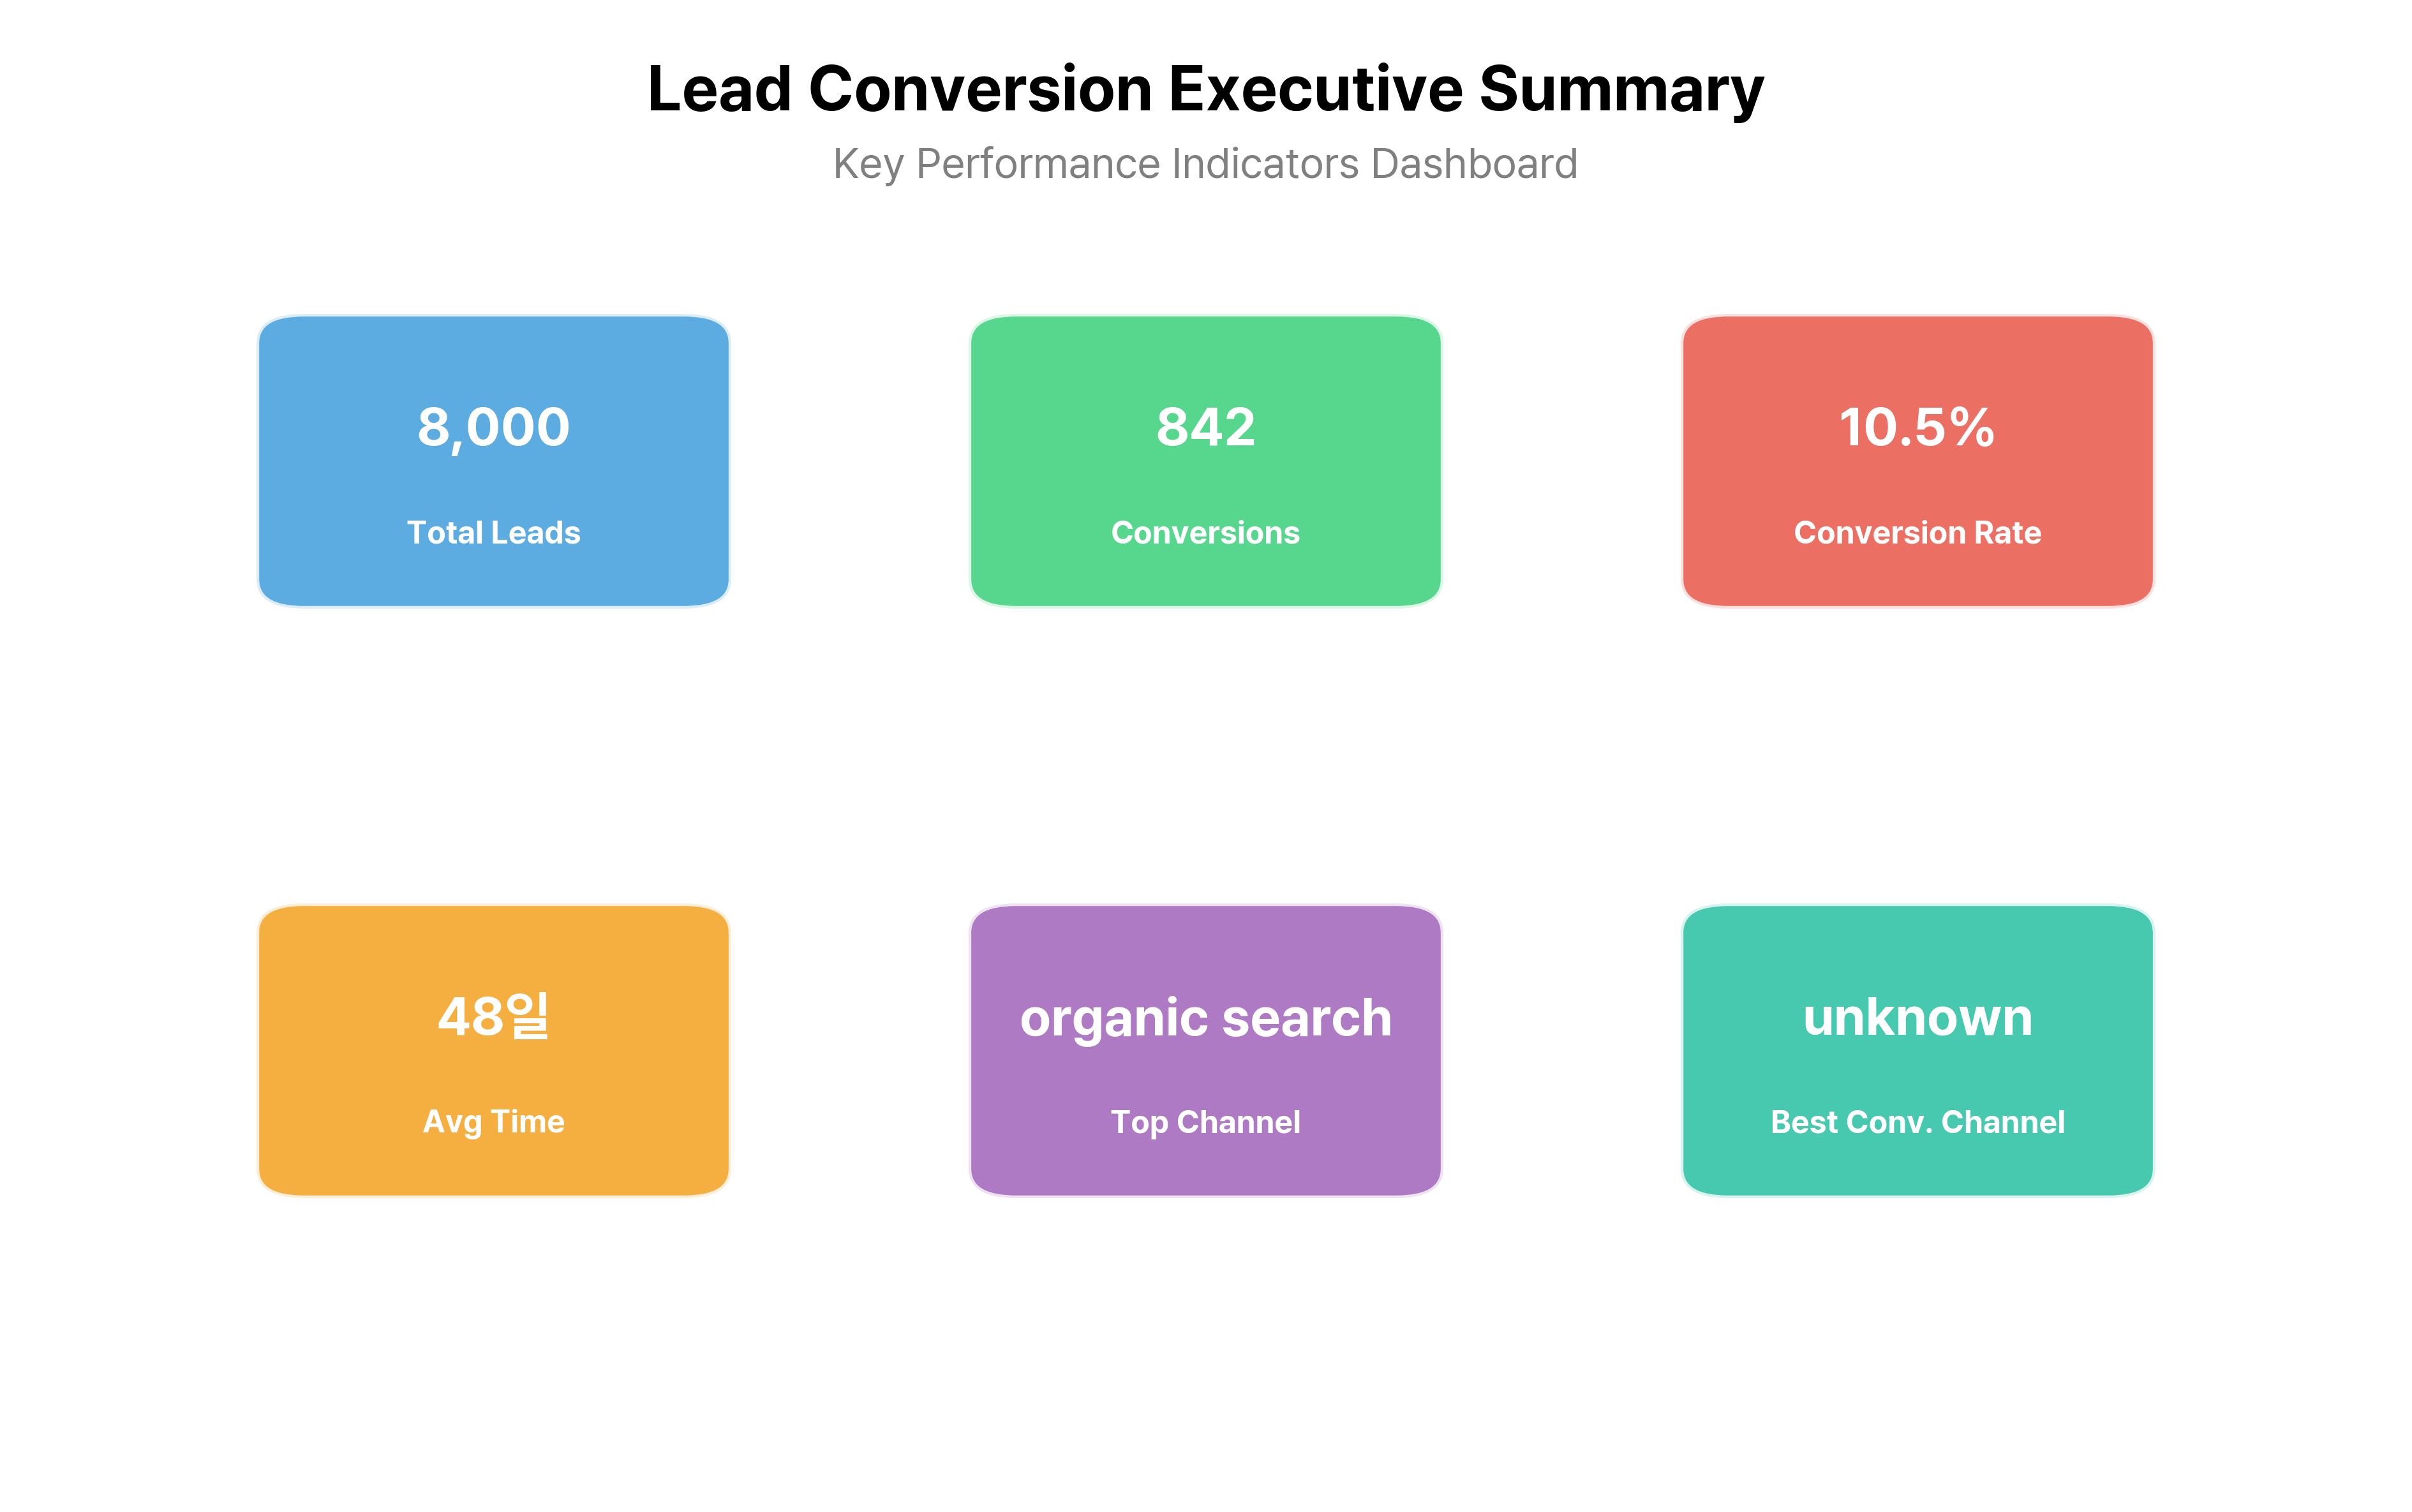 Lead Conversion Executive Summary
Key Performance Indicators Dashboard
8,000
Total Leads
842
Conversions
10.5%
Conversion Rate
48일
Avg Time
organic search
Top Channel
unknown
Best Conv. Channel